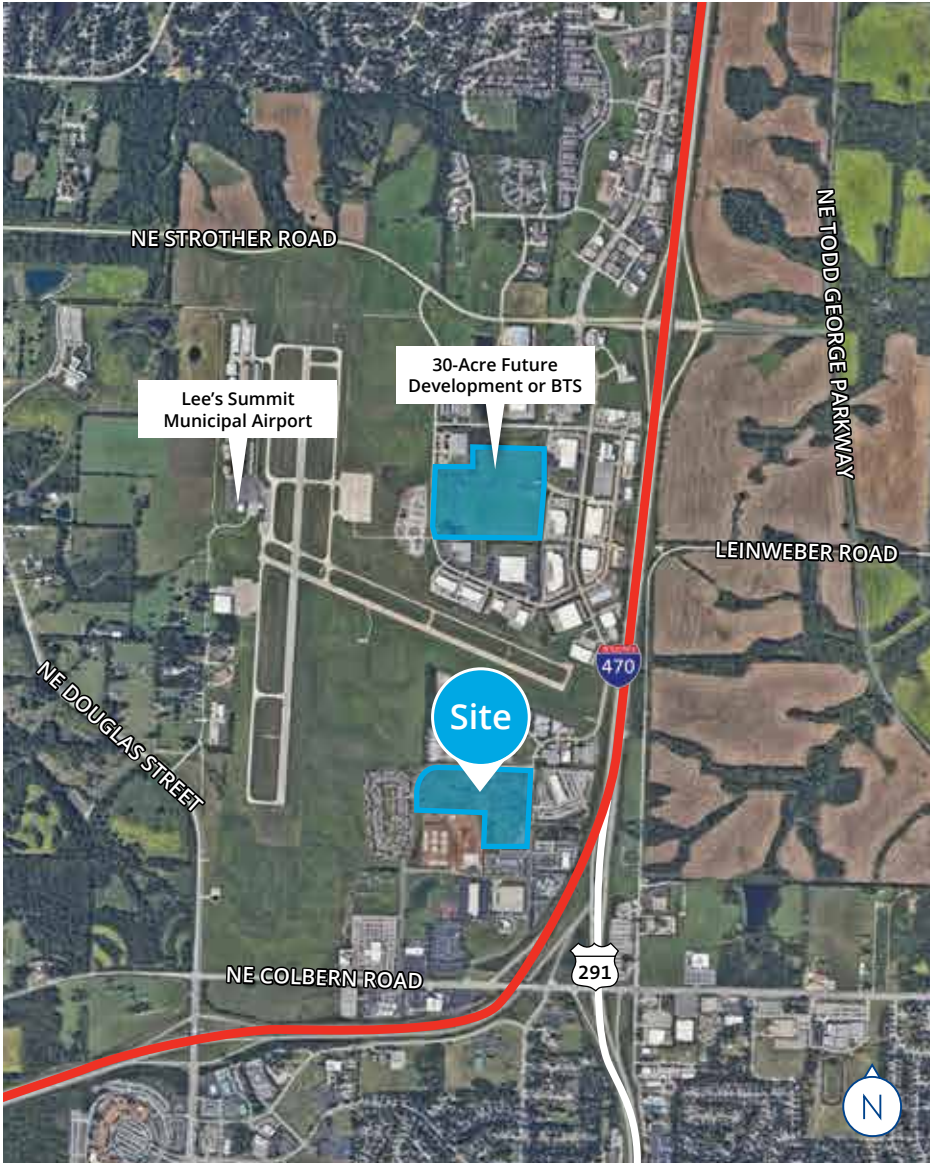 NE STROTHER ROAD
NE TODD GEORGE PARKWAY
30-Acre Future
Development or BTS
Lee's Summit
Municipal Airport
LEINWEBER ROAD
470
NE DOUGLAS STREET
Site
NE COLBERN ROAD
291
N